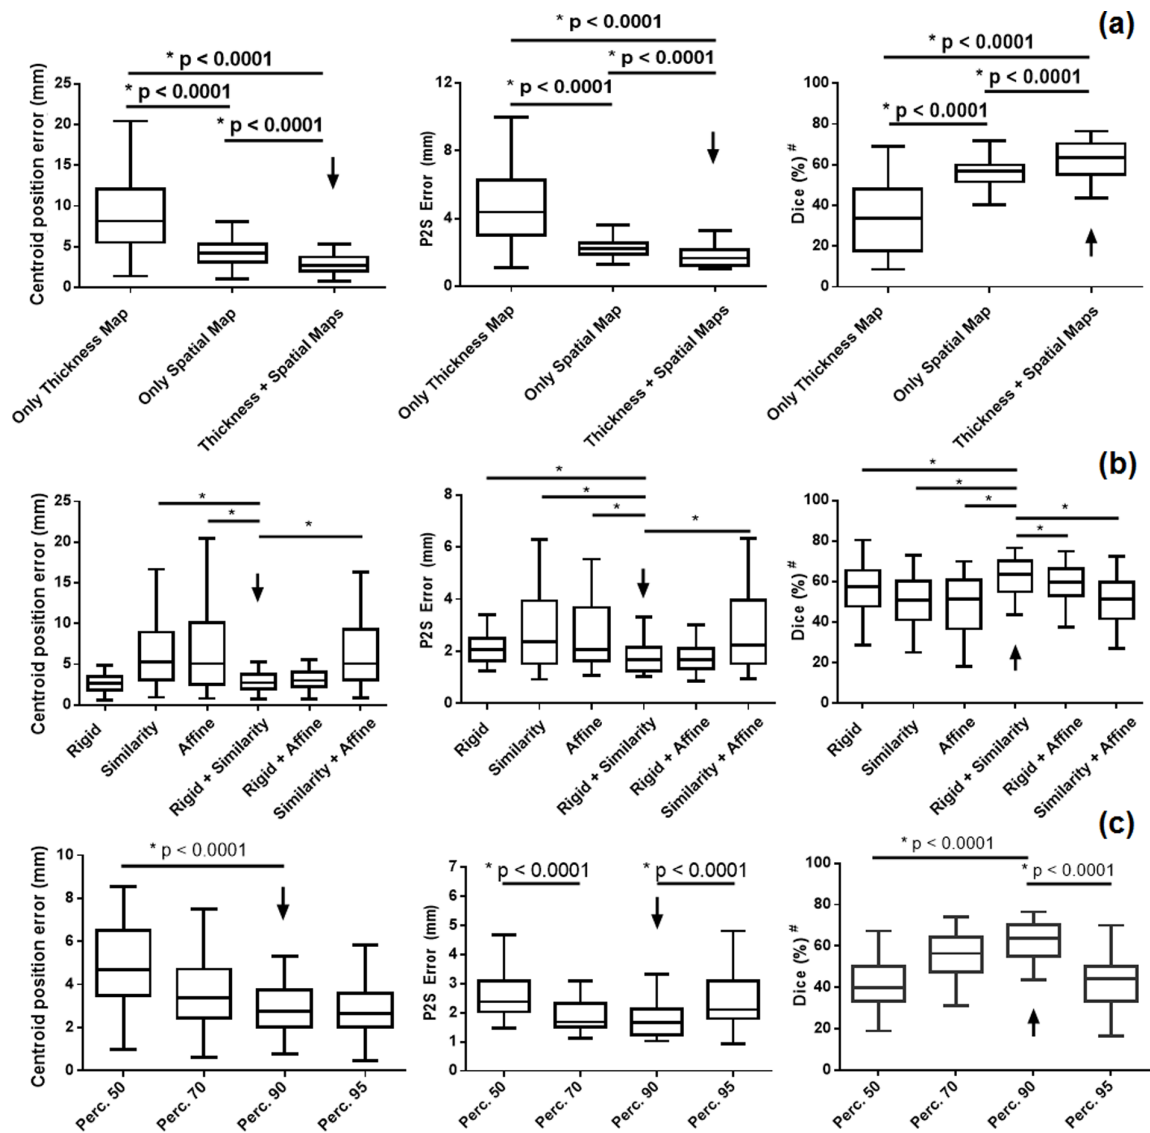 (a)
* p < 0.0001
* p < 0.0001
* p < 0.0001
Centroid position error (mm)
25
20
15
10
5
0
Only Thickness Map
Only Spatial Map
Thickness + Spatial Maps
* p < 0.0001
* p < 0.0001
* p < 0.0001
P2S Error (mm)
12
8
4
0
Only Thickness Map
Only Spatial Map
Thickness + Spatial Maps
* p < 0.0001
* p < 0.0001
* p < 0.0001
Dice (%) #
100
80
60
40
20
0
Only Thickness Map
Only Spatial Map
Thickness + Spatial Maps
(b)
*
*
*
Centroid position error (mm)
25
20
15
10
5
0
Rigid
Similarity
Affine
Rigid + Similarity
Rigid + Affine
Similarity + Affine
*
*
*
*
P2S Error (mm)
8
6
4
2
0
Rigid
Similarity
Affine
Rigid + Similarity
Rigid + Affine
Similarity + Affine
*
*
*
*
*
Dice (%) #
100
80
60
40
20
0
Rigid
Similarity
Affine
Rigid + Similarity
Rigid + Affine
Similarity + Affine
(c)
* p < 0.0001
Centroid position error (mm)
10
8
6
4
2
0
Perc. 50
Perc. 70
Perc. 90
Perc. 95
* p < 0.0001
* p < 0.0001
P2S Error (mm)
7
6
5
4
3
2
1
0
Perc. 50
Perc. 70
Perc. 90
Perc. 95
* p < 0.0001
* p < 0.0001
Dice (%) #
100
80
60
40
20
0
Perc. 50
Perc. 70
Perc. 90
Perc. 95